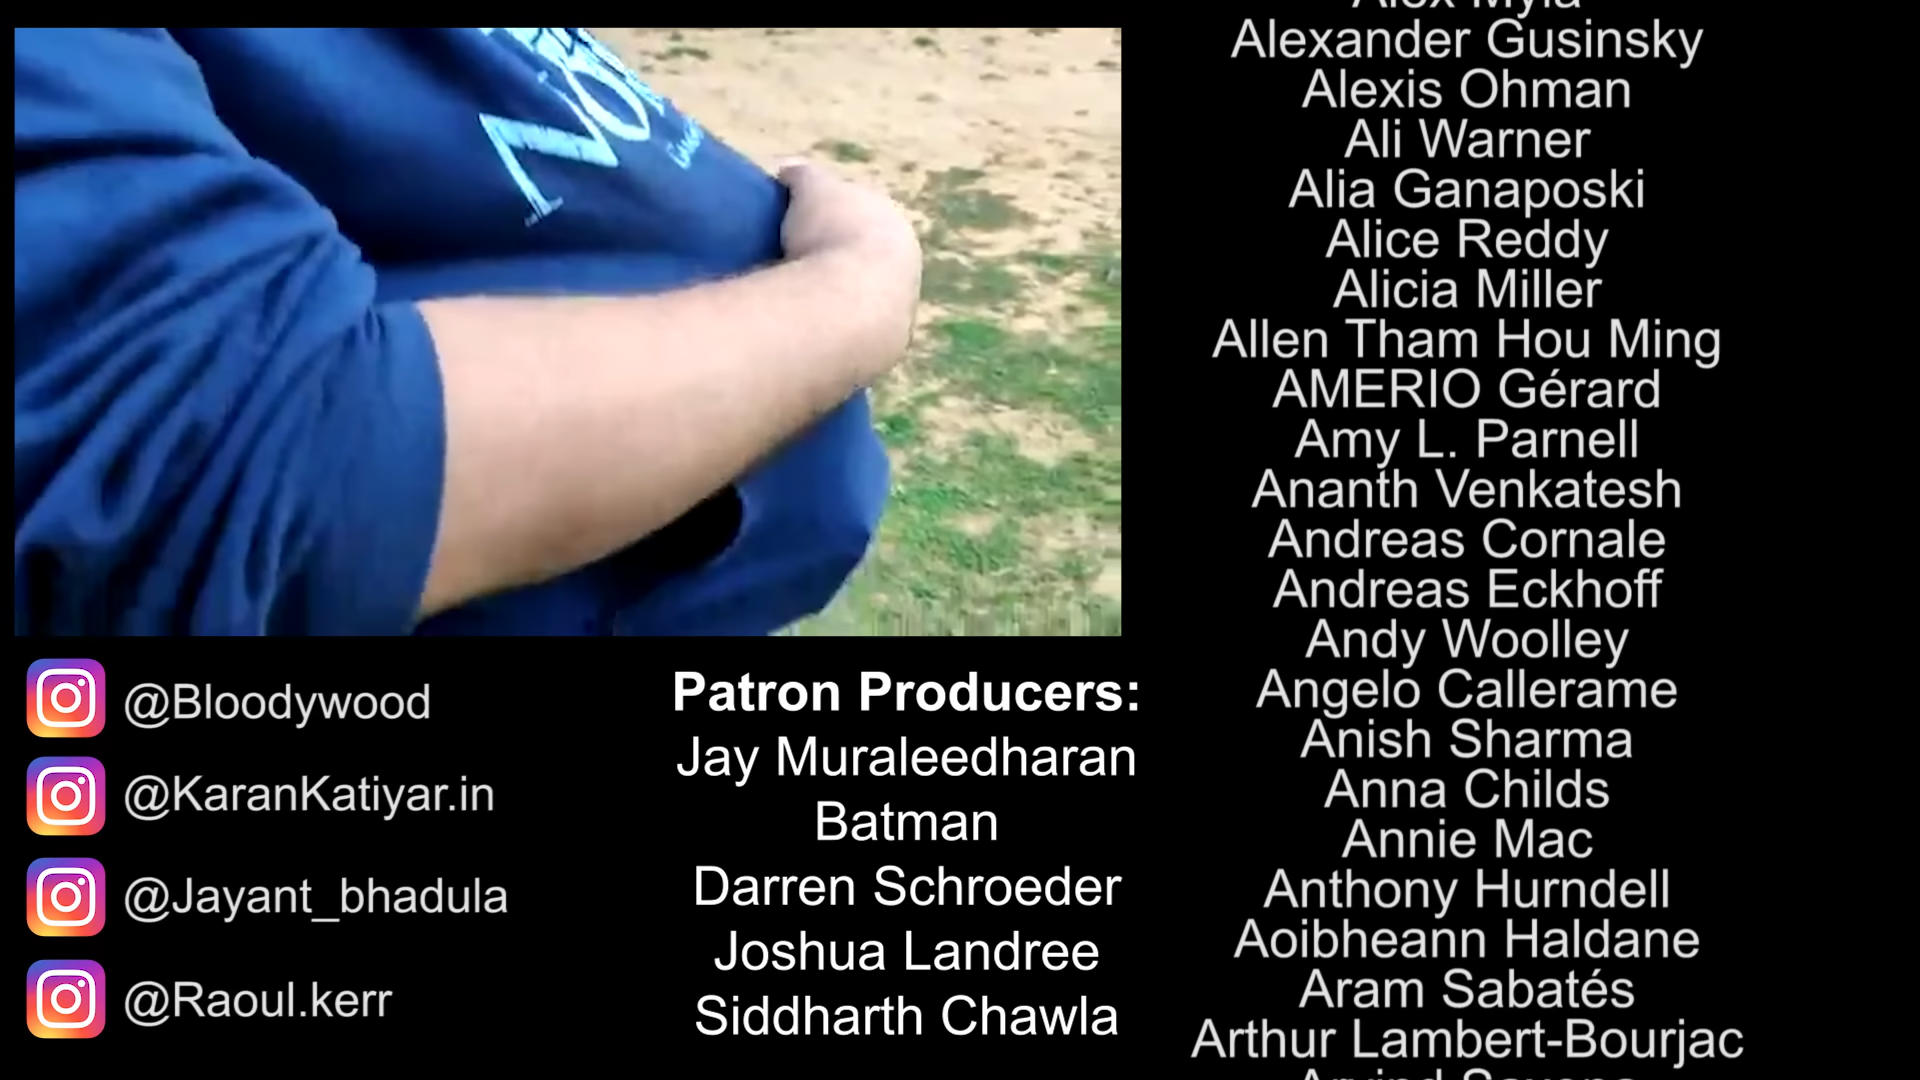 @Bloodywood
@KaranKatiyar.in
@Jayant_bhadula
@Raoul.kerr
Patron Producers:
Jay Muraleedharan
Batman
Darren Schroeder
Joshua Landree
Siddharth Chawla
Alexander Gusinsky
Alexis Ohman
Ali Warner
Alia Ganaposki
Alice Reddy
Alicia Miller
Allen Tham Hou Ming
AMERIO Gérard
Amy L. Parnell
Ananth Venkatesh
Andreas Cornale
Andreas Eckhoff
Andy Woolley
Angelo Callerame
Anish Sharma
Anna Childs
Annie Mac
Anthony Hurndell
Aoibheann Haldane
Aram Sabatés
Arthur Lambert-Bourjac